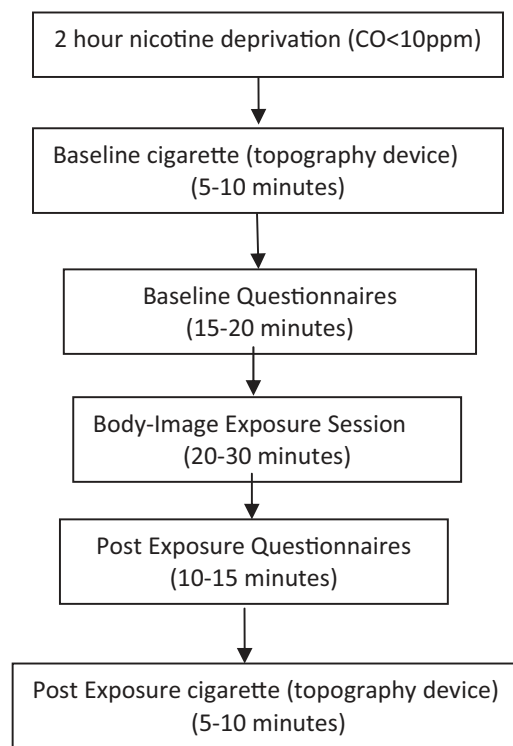 2 hour nicotine deprivation (CO<10ppm)
Baseline cigarette (topography device)
(5-10 minutes)
Baseline Questionnaires
(15-20 minutes)
Body-Image Exposure Session
(20-30 minutes)
Post Exposure Questionnaires
(10-15 minutes)
Post Exposure cigarette (topography device)
(5-10 minutes)